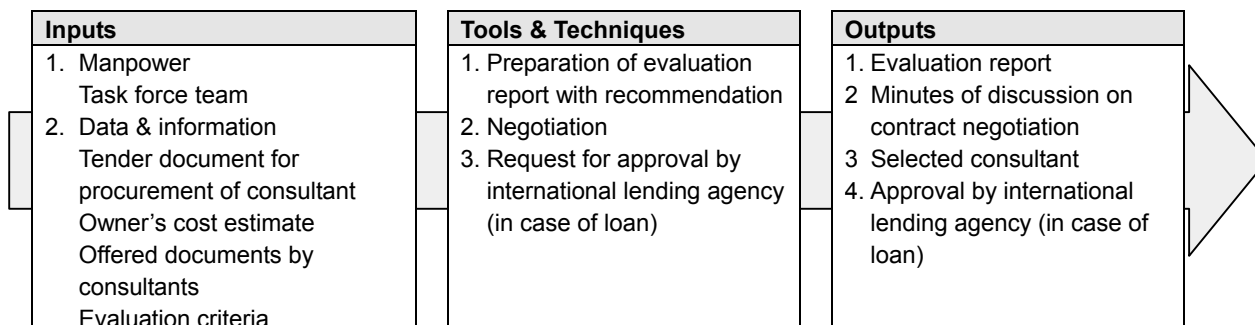 Inputs
1. Manpower
Task force team
2. Data & information
Tender document for
procurement of consultant
Owner’s cost estimate
Offered documents by
consultants
Evaluation criteria
Tools & Techniques
1. Preparation of evaluation
report with recommendation
2. Negotiation
3. Request for approval by
international lending agency
(in case of loan)
Outputs
1. Evaluation report
2 Minutes of discussion on
contract negotiation
3 Selected consultant
4. Approval by international
lending agency (in case of
loan)